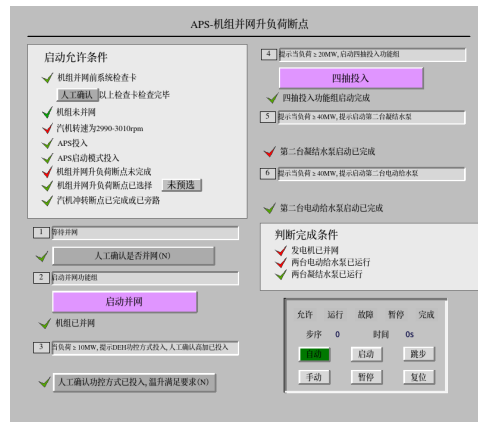 APS-机组并网升负荷断点
启动允许条件
机组并网前系统检查卡
人工确认 以上检查卡检查完毕
机组未并网
汽机转速为2990-3010rpm
APS投入
APS启动模式投入
机组并网升负荷断点未完成
机组并网升负荷断点已选择 未预选
汽机冲转断点已完成或已旁路
1 等待并网
人工确认是否并网(N)
2 启动并网功能组
启动并网
机组已并网
3 当负荷≥10MW, 提示DEH功控方式投入, 人工确认高加已投入
人工确认功控方式已投入,温升满足要求(N)
4 提示当负荷≥20MW, 启动四抽投入功能组
四抽投入
四抽投入功能组启动完成
5 提示当负荷≥40MW, 提示启动第二台凝结水泵
第二台凝结水泵启动已完成
6 提示当负荷≥40MW, 提示启动第二台电动给水泵
第二台电动给水泵启动已完成
判断完成条件
发电机已并网
两台电动给水泵已运行
两台凝结水泵已运行
允许 运行 故障 暂停 完成
步序 0 时间 0s
自动 启动 跳步
手动 暂停 复位